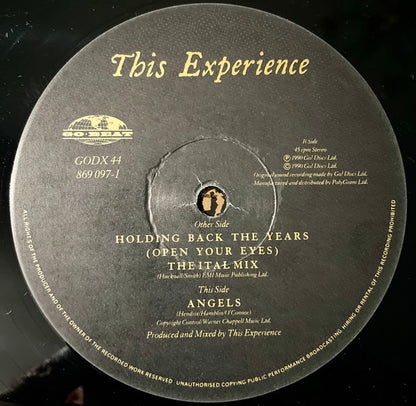 This Experience
GO! BEAT
GODX 44
869 097-1
II Side
45 rpm Stereo
Ⓟ 1990 Go! Discs Ltd.
© 1990 Go! Discs Ltd.
Original sound recording made by Go! Discs Ltd.
Manufactured and distributed by PolyGram Ltd.
Other Side
HOLDING BACK THE YEARS
(OPEN YOUR EYES)
THE ITAL MIX
(Hucknall/Smith) EMI Music Publishing Ltd.
This Side
ANGELS
Copyright Control/Warner Chappell Music Ltd.
Produced and Mixed by This Experience
ALL RIGHTS OF THE PRODUCER AND OF THE OWNER OF THE RECORDED WORK RESERVED UNAUTHORISED COPYING PUBLIC PERFORMANCE BROADCASTING HIRING OR RENTAL OF THIS RECORDING PROHIBITED